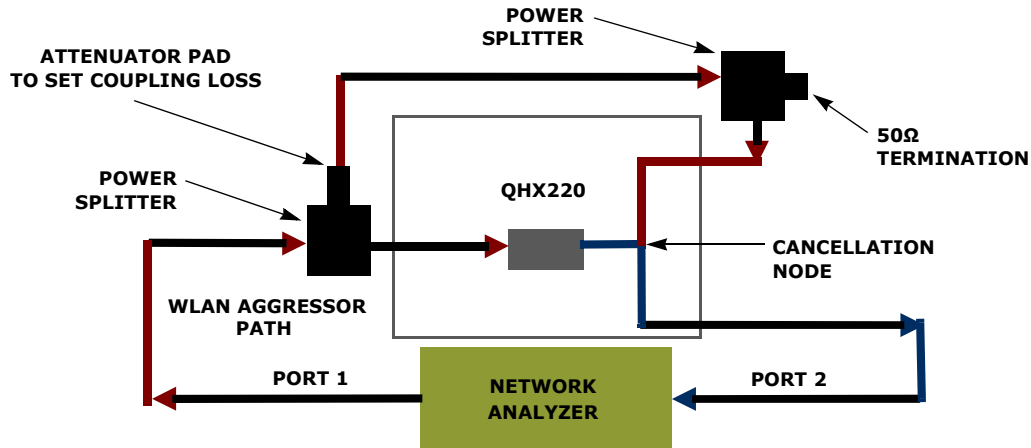 POWER
SPLITTER
ATTENUATOR PAD
TO SET COUPLING LOSS
50Ω
TERMINATION
POWER
SPLITTER
QHX220
CANCELLATION
NODE
WLAN AGGRESSOR
PATH
PORT 1
NETWORK
ANALYZER
PORT 2